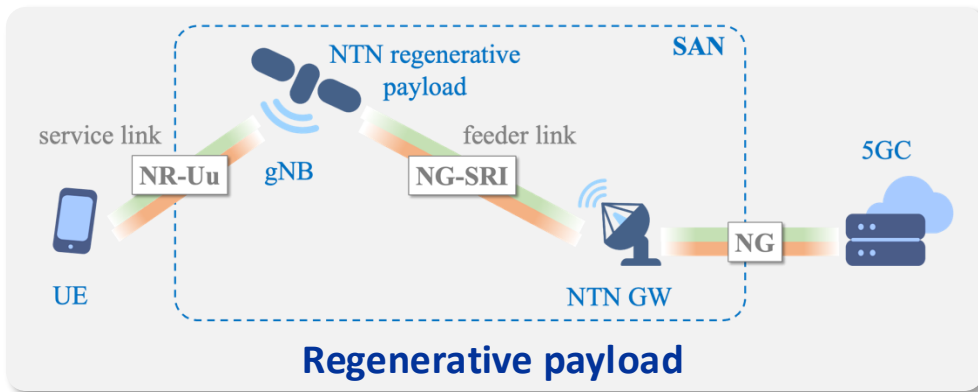 SAN
NTN regenerative
payload
service link
feeder link
5GC
NR-Uu
gNB
NG-SRI
NG
UE
NTN GW
Regenerative payload